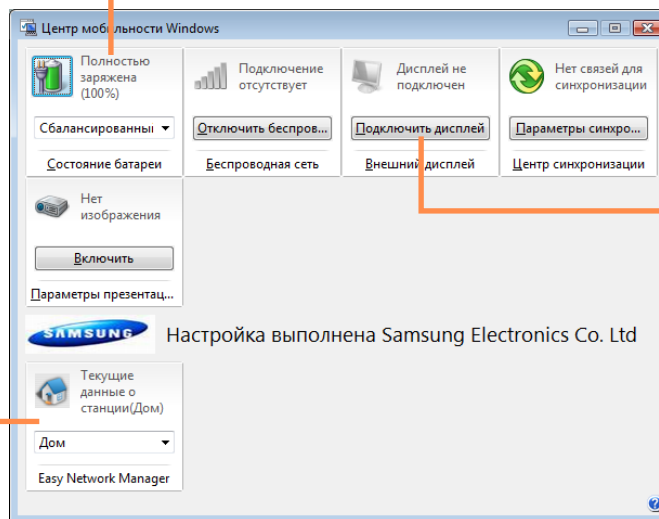 Центр мобильности Windows
Полностью
заряжена
(100%)
Сбалансированны
Состояние батареи
Подключение
отсутствует
Отключить беспров...
Беспроводная сеть
Дисплей не
подключен
Подключить дисплей
Внешний дисплей
Нет связей для
синхронизации
Параметры синхро...
Центр синхронизации
Нет
изображения
Включить
Параметры презентац...
SAMSUNG
Настройка выполнена Samsung Electronics Co. Ltd
Текущие
данные о
станции(Дом)
Дом
Easy Network Manager